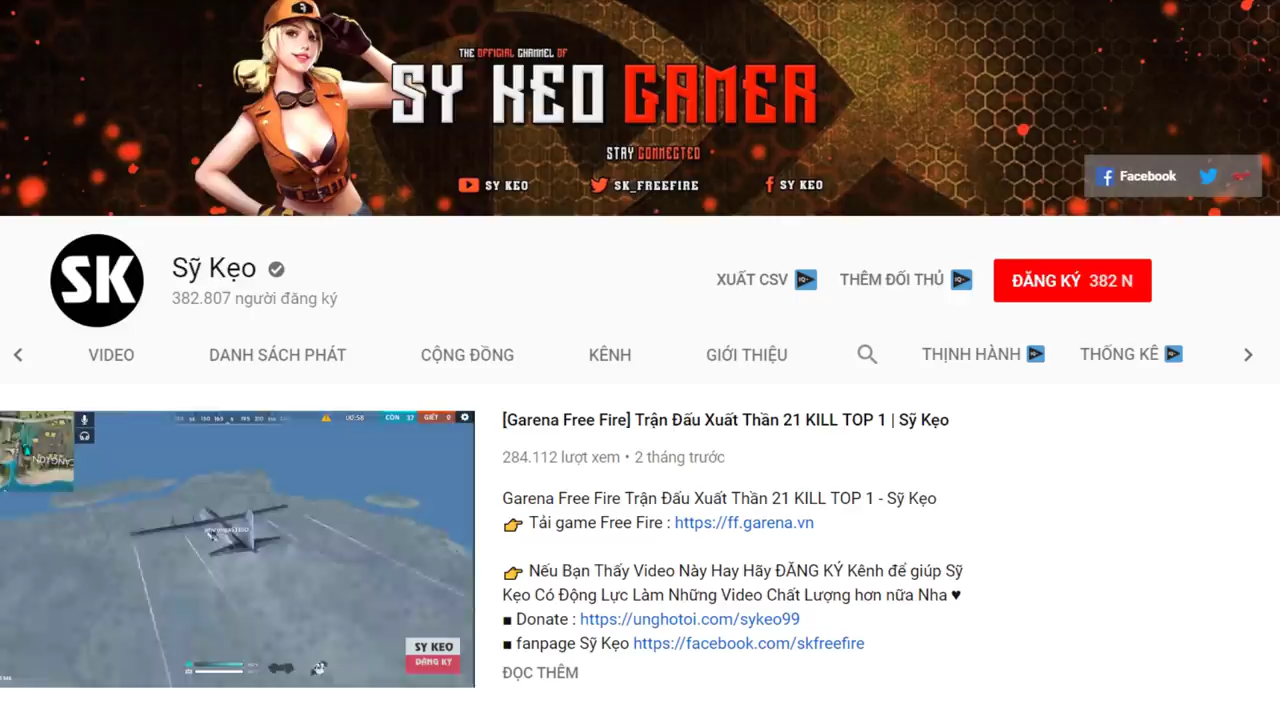 THE OFFICIAL CHANNEL OF
SY KEO GAMER
STAY CONNECTED
SY KEO
SK_FREEFIRE
SY KEO
Facebook
SK
Sỹ Kẹo
382.807 người đăng ký
XUẤT CSV
THÊM ĐỐI THỦ
ĐĂNG KÝ 382 N
VIDEO
DANH SÁCH PHÁT
CỘNG ĐỒNG
KÊNH
GIỚI THIỆU
THỊNH HÀNH
THỐNG KÊ
00:58
CÒN 37
GIẾT 0
SY KEO
ĐĂNG KÝ
[Garena Free Fire] Trận Đấu Xuất Thần 21 KILL TOP 1 | Sỹ Kẹo
284.112 lượt xem • 2 tháng trước
Garena Free Fire Trận Đấu Xuất Thần 21 KILL TOP 1 - Sỹ Kẹo
👉 Tải game Free Fire : https://ff.garena.vn
👉 Nếu Bạn Thấy Video Này Hay Hãy ĐĂNG KÝ Kênh để giúp Sỹ
Kẹo Có Động Lực Làm Những Video Chất Lượng hơn nữa Nha ♥
■ Donate : https://unghotoi.com/sykeo99
■ fanpage Sỹ Kẹo https://facebook.com/skfreefire
ĐỌC THÊM